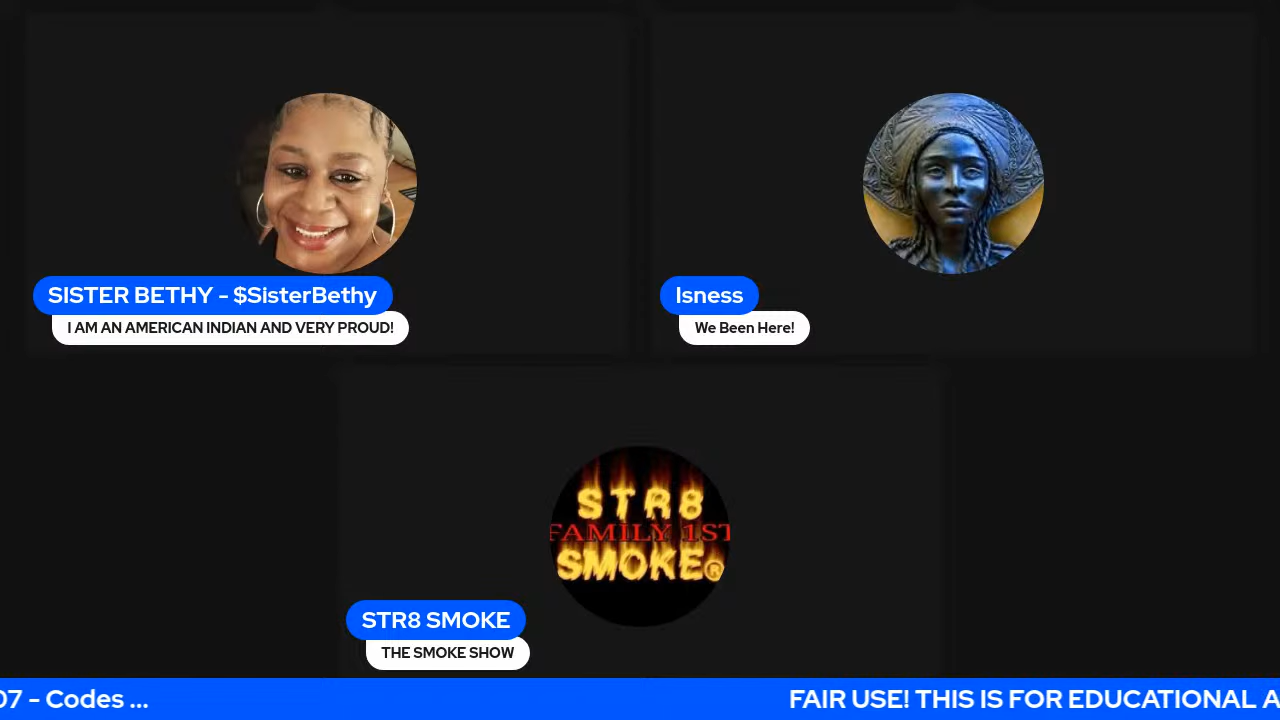 SISTER BETHY - $SisterBethy
I AM AN AMERICAN INDIAN AND VERY PROUD!
Isness
We Been Here!
STR8
FAMILY 1ST
SMOKE®
STR8 SMOKE
THE SMOKE SHOW
07 - Codes ... FAIR USE! THIS IS FOR EDUCATIONAL A